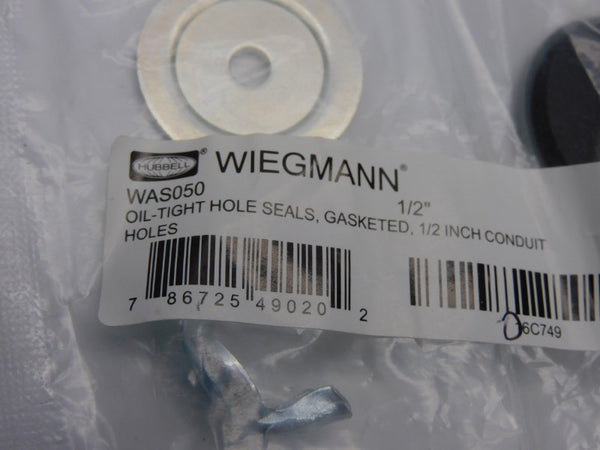 HUBBELL
WIEGMANN®
WAS050
1/2"
OIL-TIGHT HOLE SEALS, GASKETED, 1/2 INCH CONDUIT
HOLES
7 86725 49020 2
6C749